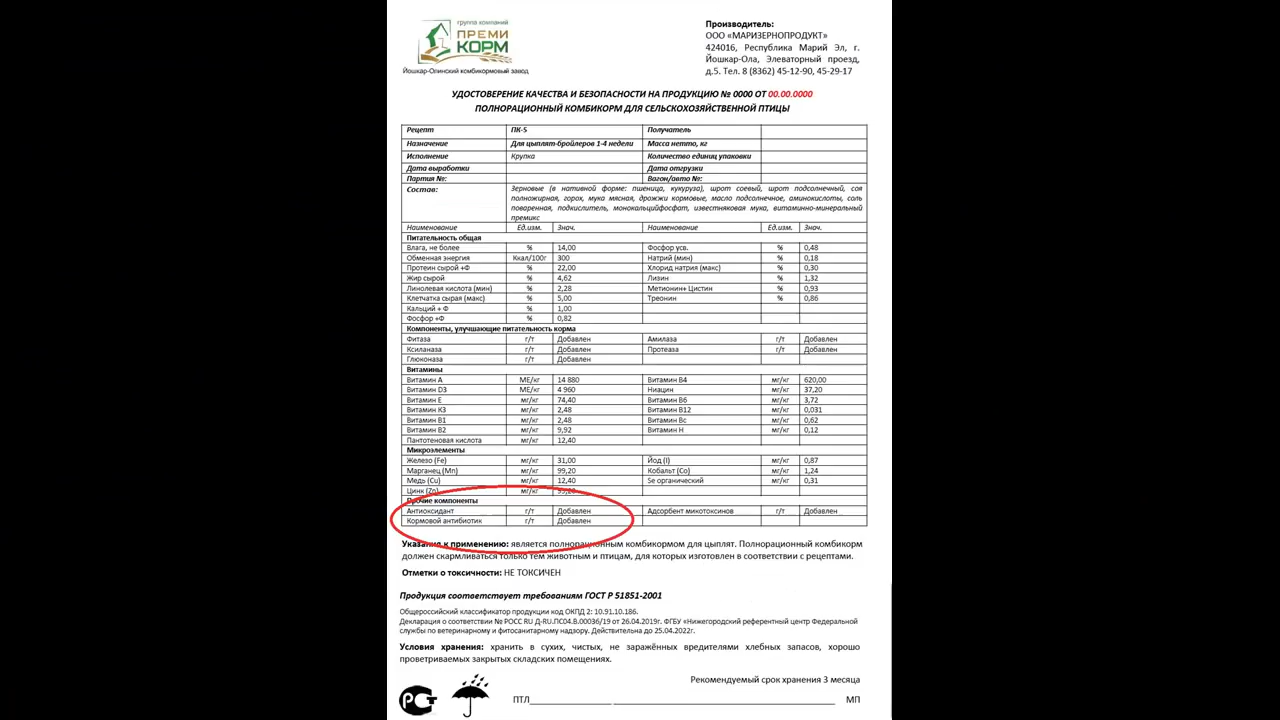 группа компаний
ПРЕМИ
КОРМ
Йошкар-Олинский комбикормовый завод
Производитель:
ООО «МАРИЗЕРНОПРОДУКТ»
424016, Республика Марий Эл, г.
Йошкар-Ола, Элеваторный проезд,
д.5. Тел. 8 (8362) 45-12-90, 45-29-17
УДОСТОВЕРЕНИЕ КАЧЕСТВА И БЕЗОПАСНОСТИ НА ПРОДУКЦИЮ № 0000 ОТ 00.00.0000
ПОЛНОРАЦИОННЫЙ КОМБИКОРМ ДЛЯ СЕЛЬСКОХОЗЯЙСТВЕННОЙ ПТИЦЫ
Рецепт ПК-5 Получатель
Назначение Для цыплят-бройлеров 1-4 недели Масса нетто, кг
Исполнение Крупка Количество единиц упаковки
Дата выработки Дата отгрузки
Партия №: Вагон/авто №:
Состав: Зерновые (в нативной форме: пшеница, кукуруза), шрот соевый, шрот подсолнечный, соя
полножирная, горох, мука мясная, дрожжи кормовые, масло подсолнечное, аминокислоты, соль
поваренная, подкислитель, монокальцийфосфат, известняковая мука, витаминно-минеральный
премикс
Наименование Ед.изм. Знач. Наименование Ед.изм. Знач.
Питательность общая
Влага, не более % 14,00 Фосфор усв. % 0,48
Обменная энергия Ккал/100г 300 Натрий (мин) % 0,18
Протеин сырой +Ф % 22,00 Хлорид натрия (макс) % 0,30
Жир сырой % 4,62 Лизин % 1,32
Линолевая кислота (мин) % 2,28 Метионин+ Цистин % 0,93
Клетчатка сырая (макс) % 5,00 Треонин % 0,86
Кальций + Ф % 1,00
Фосфор +Ф % 0,82
Компоненты, улучшающие питательность корма
Фитаза г/т Добавлен Амилаза г/т Добавлен
Ксиланаза г/т Добавлен Протеаза г/т Добавлен
Глюконаза г/т Добавлен
Витамины
Витамин А МЕ/кг 14 880 Витамин В4 мг/кг 620,00
Витамин D3 МЕ/кг 4 960 Ниацин мг/кг 37,20
Витамин Е мг/кг 74,40 Витамин В6 мг/кг 3,72
Витамин К3 мг/кг 2,48 Витамин В12 мг/кг 0,031
Витамин В1 мг/кг 2,48 Витамин Вс мг/кг 0,62
Витамин В2 мг/кг 9,92 Витамин Н мг/кг 0,12
Пантотеновая кислота мг/кг 12,40
Микроэлементы
Железо (Fe) мг/кг 31,00 Йод (I) мг/кг 0,87
Марганец (Mn) мг/кг 99,20 Кобальт (Co) мг/кг 1,24
Медь (Cu) мг/кг 12,40 Se органический мг/кг 0,31
Цинк (Zn) мг/кг 99,20
Прочие компоненты
Антиоксидант г/т Добавлен Адсорбент микотоксинов г/т Добавлен
Кормовой антибиотик г/т Добавлен
Указания к применению: является полнорационным комбикормом для цыплят. Полнорационный комбикорм
должен скармливаться только тем животным и птицам, для которых изготовлен в соответствии с рецептами.
Отметки о токсичности: НЕ ТОКСИЧЕН
Продукция соответствует требованиям ГОСТ Р 51851-2001
Общероссийский классификатор продукции код ОКПД 2: 10.91.10.186.
Декларация о соответствии № РОСС RU Д-RU.ПС04.В.00036/19 от 26.04.2019г. ФГБУ «Нижегородский референтный центр Федеральной
службы по ветеринарному и фитосанитарному надзору. Действительна до 25.04.2022г.
Условия хранения: хранить в сухих, чистых, не заражённых вредителями хлебных запасов, хорошо
проветриваемых закрытых складских помещениях.
Рекомендуемый срок хранения 3 месяца
ПТЛ МП